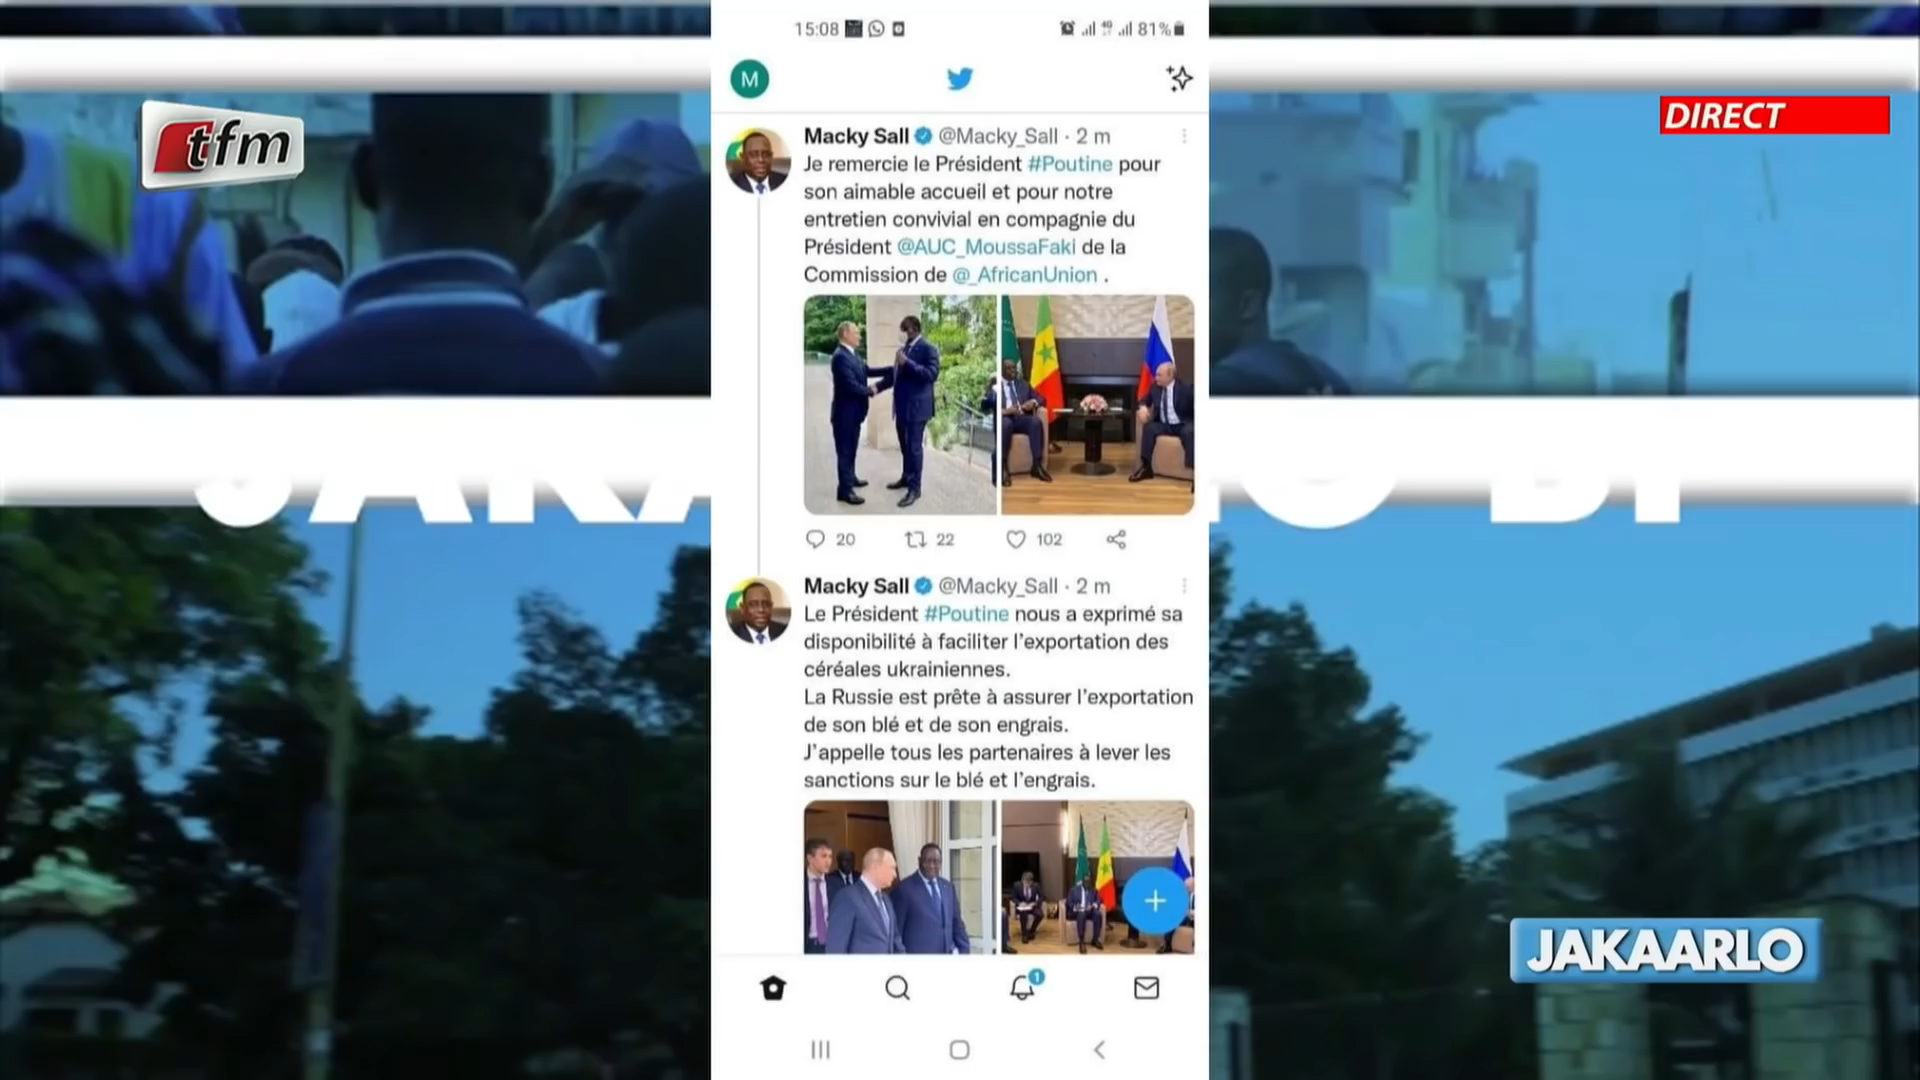 15:08
4G
81%
M
tfm
DIRECT
Macky Sall @Macky_Sall · 2 m
Je remercie le Président #Poutine pour
son aimable accueil et pour notre
entretien convivial en compagnie du
Président @AUC_MoussaFaki de la
Commission de @_AfricanUnion .
20 22 102
Macky Sall @Macky_Sall · 2 m
Le Président #Poutine nous a exprimé sa
disponibilité à faciliter l'exportation des
céréales ukrainiennes.
La Russie est prête à assurer l'exportation
de son blé et de son engrais.
J'appelle tous les partenaires à lever les
sanctions sur le blé et l'engrais.
1
JAKAARLO